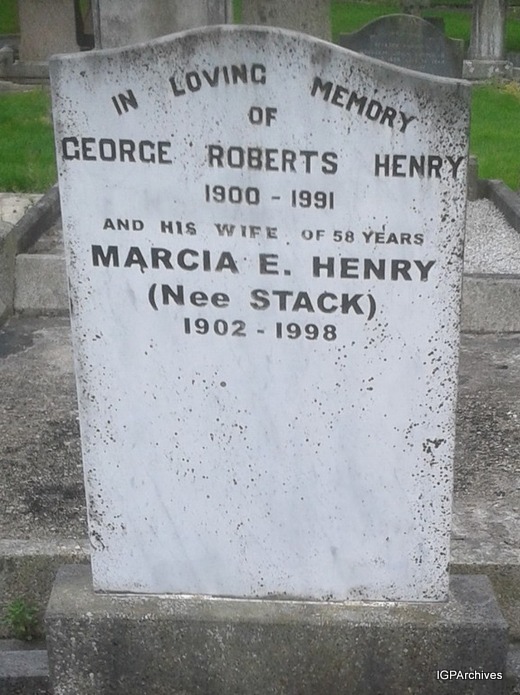 IN LOVING MEMORY
OF
GEORGE ROBERTS HENRY
1900 - 1991
AND HIS WIFE OF 58 YEARS
MARCIA E. HENRY
(Nee STACK)
1902 - 1998
IGPArchives